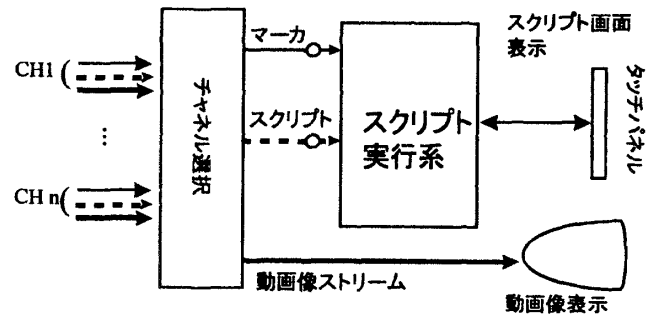 CH1
…
CH n
チャネル選択
マーカ
スクリプト
スクリプト
実行系
スクリプト画面
表示
タッチパネル
動画像ストリーム
動画像表示